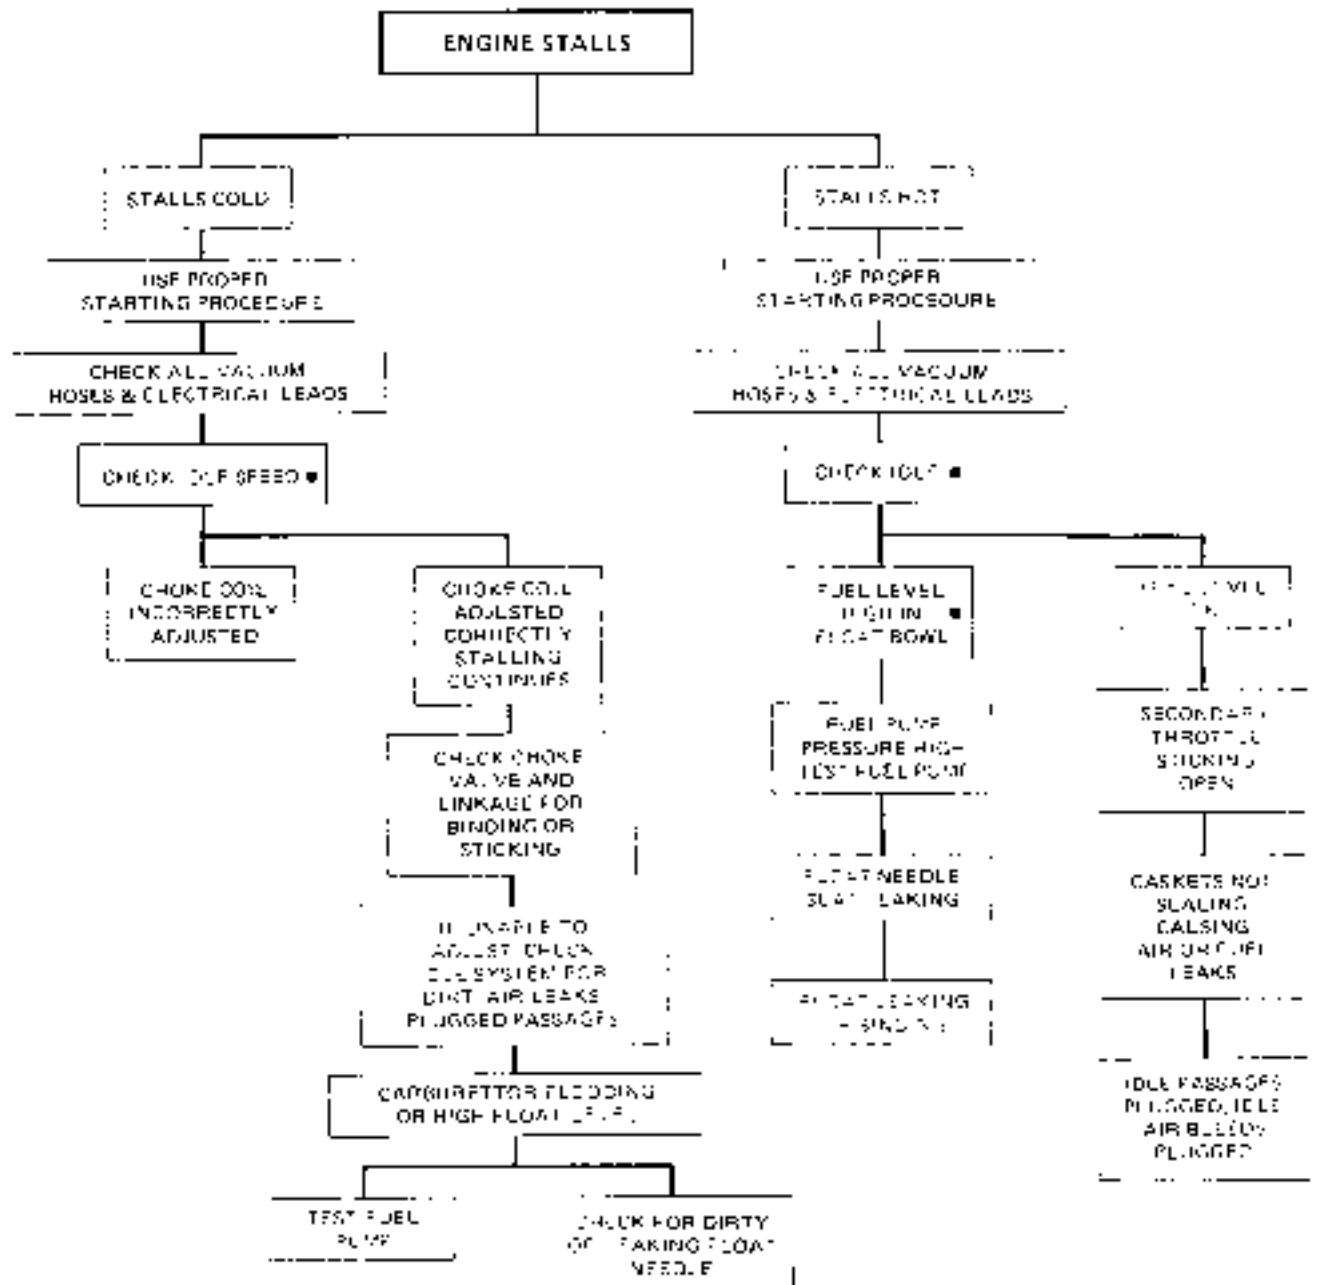 ENGINE STALLS
STALLS COLD
STALLS HOT
USE PROPER
STARTING PROCEDURE
USE PROPER
STARTING PROCEDURE
CHECK ALL VACUUM
HOSES & ELECTRICAL LEADS
CHECK ALL VACUUM
HOSES & ELECTRICAL LEADS
CHECK IDLE SPEED ■
CHECK IDLE ■
CHOKE COIL
INCORRECTLY
ADJUSTED
CHOKE COIL
ADJUSTED
CORRECTLY
STALLING
CONTINUES
FUEL LEVEL
HIGH IN ■
FLOAT BOWL
FUEL LEVEL
OK
CHECK CHOKE
VALVE AND
LINKAGE FOR
BINDING OR
STICKING
FUEL PUMP
PRESSURE HIGH
TEST FUEL PUMP
SECONDARY
THROTTLE
STICKING
OPEN
IF UNABLE TO
ADJUST, CHECK
IDLE SYSTEM FOR
DIRT, AIR LEAKS
PLUGGED PASSAGES
FLOAT NEEDLE
SEAT LEAKING
GASKETS NOT
SEALING
CAUSING
AIR OR FUEL
LEAKS
FLOAT LEAKING
BINDING
CARBURETTOR FLOODING
OR HIGH FLOAT LEVEL
IDLE PASSAGES
PLUGGED, IDLE
AIR BLEEDS
PLUGGED
TEST FUEL
PUMP
CHECK FOR DIRTY
OR LEAKING FLOAT
NEEDLE